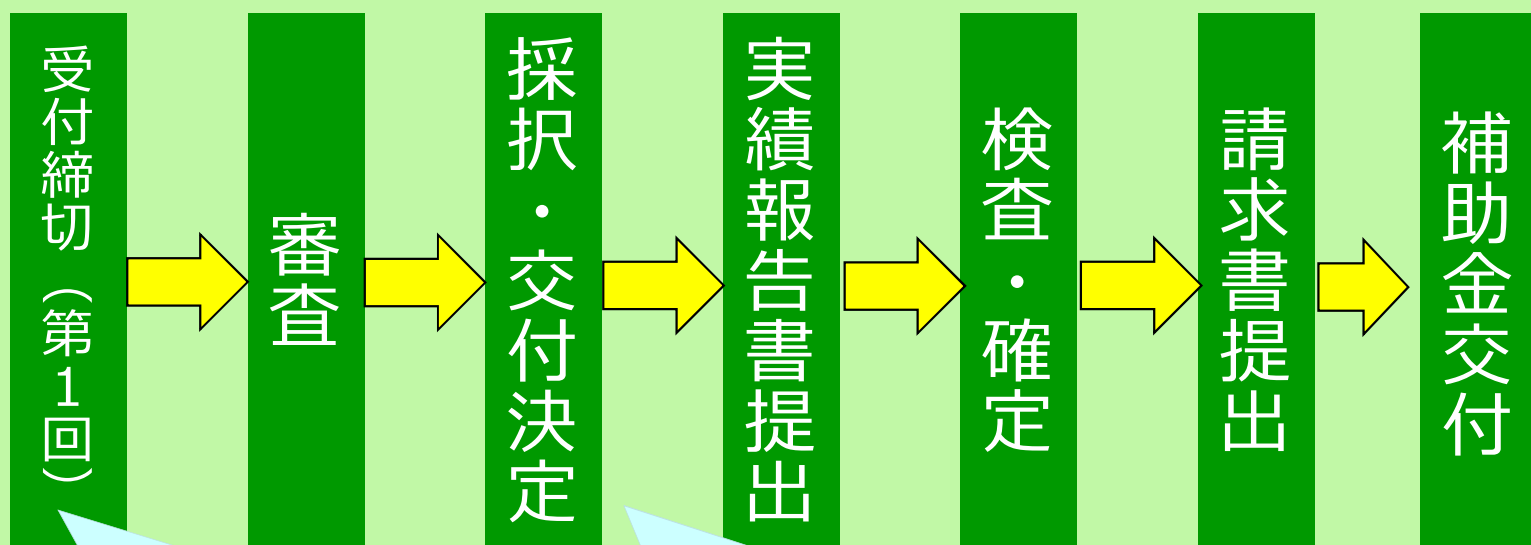 受付締切（第１回）
審査
採択・交付決定
実績報告書提出
検査・確定
請求書提出
補助金交付